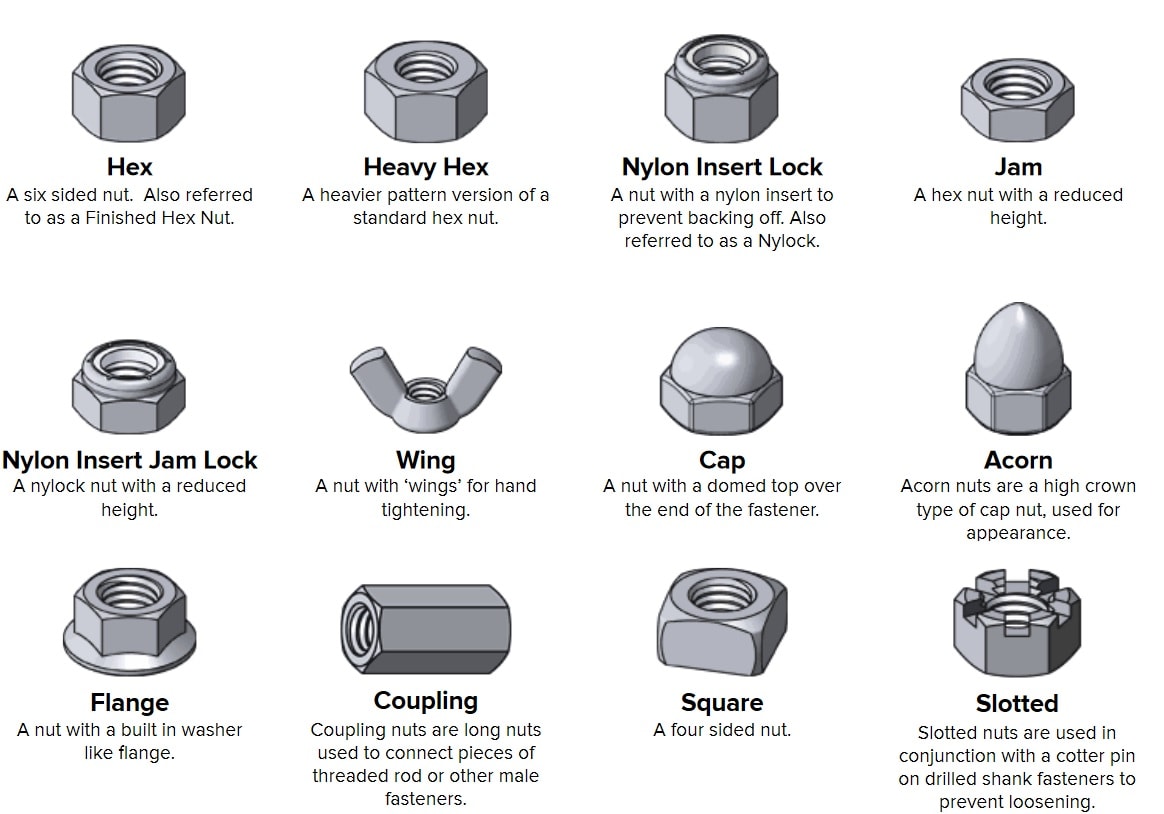 Hex
A six sided nut.  Also referred
to as a Finished Hex Nut.
Heavy Hex
A heavier pattern version of a
standard hex nut.
Nylon Insert Lock
A nut with a nylon insert to
prevent backing off. Also
referred to as a Nylock.
Jam
A hex nut with a reduced
height.
Nylon Insert Jam Lock
A nylock nut with a reduced
height.
Wing
A nut with ‘wings’ for hand
tightening.
Cap
A nut with a domed top over
the end of the fastener.
Acorn
Acorn nuts are a high crown
type of cap nut, used for
appearance.
Flange
A nut with a built in washer
like flange.
Coupling
Coupling nuts are long nuts
used to connect pieces of
threaded rod or other male
fasteners.
Square
A four sided nut.
Slotted
Slotted nuts are used in
conjunction with a cotter pin
on drilled shank fasteners to
prevent loosening.